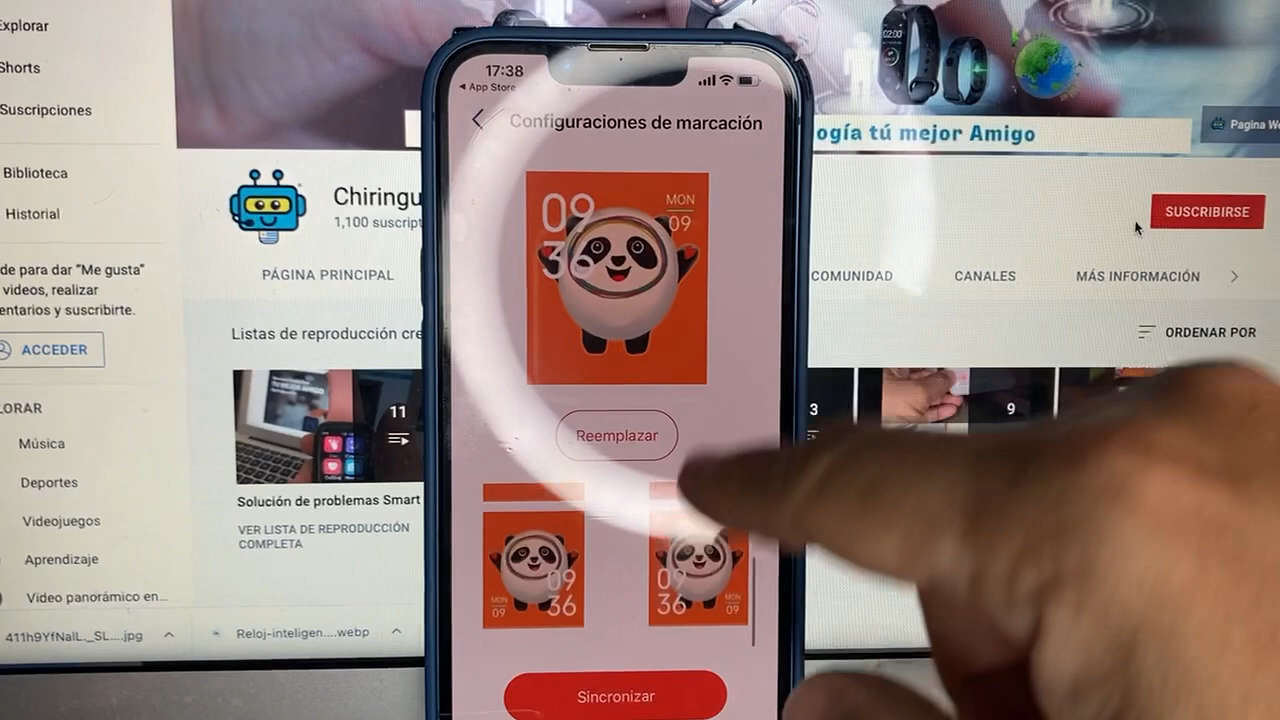 Explorar
Shorts
Suscripciones
Biblioteca
Historial
de para dar "Me gusta"
videos, realizar
entarios y suscribirte.
ACCEDER
LORAR
Música
Deportes
Videojuegos
Aprendizaje
Video panorámico en...
411h9YfNalL._SL....jpg
Reloj-inteligen....webp
02:00
ogía tú mejor Amigo
Pagina We
Chiringu
1,100 suscript
SUSCRIBIRSE
PÁGINA PRINCIPAL
COMUNIDAD
CANALES
MÁS INFORMACIÓN
Listas de reproducción cre
ORDENAR POR
11
3
9
Solución de problemas Smart
VER LISTA DE REPRODUCCIÓN
COMPLETA
17:38
App Store
Configuraciones de marcación
09
36
MON
09
Reemplazar
MON
09
09
36
09
36
MON
09
Sincronizar